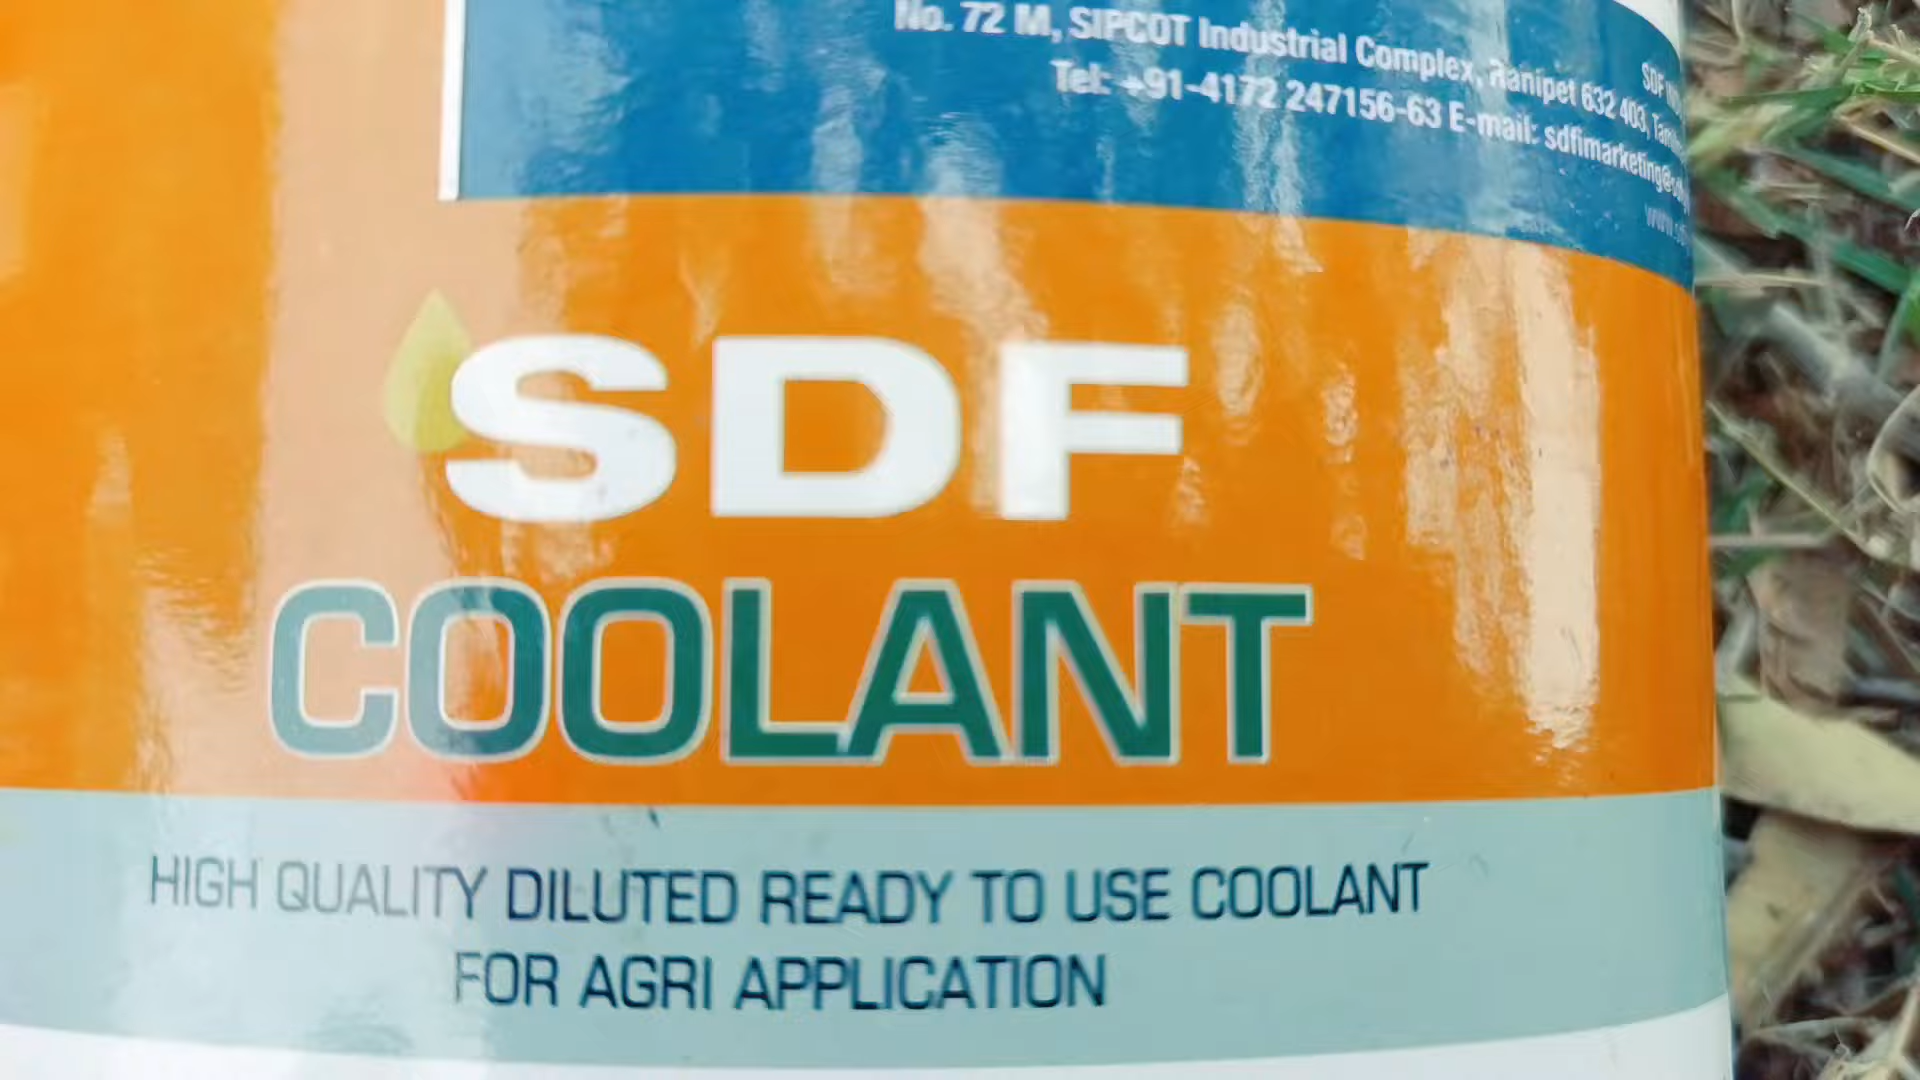 SDF
No. 72 M, SIPCOT Industrial Complex, Ranipet 632 403,
Tel: +91-4172 247156-63 E-mail:
SDF
COOLANT
HIGH QUALITY DILUTED READY TO USE COOLANT
FOR AGRI APPLICATION